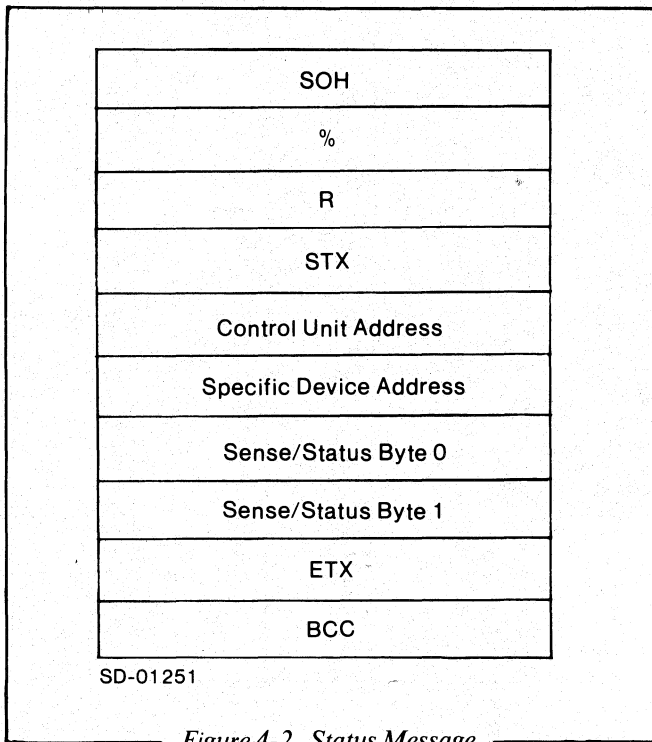 SOH
%
R
STX
Control Unit Address
Specific Device Address
Sense/Status Byte 0
Sense/Status Byte 1
ETX
BCC
SD-01251
Figure 4-2. Status Message